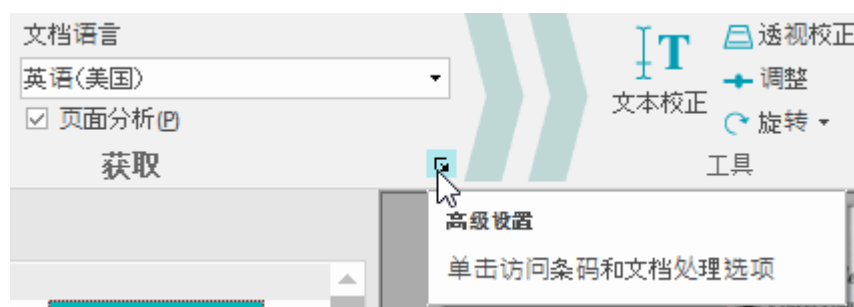 文档语言
英语(美国)
页面分析(P)
获取
文本校正
透视校正
调整
旋转
工具
高级设置
单击访问条码和文档处理选项